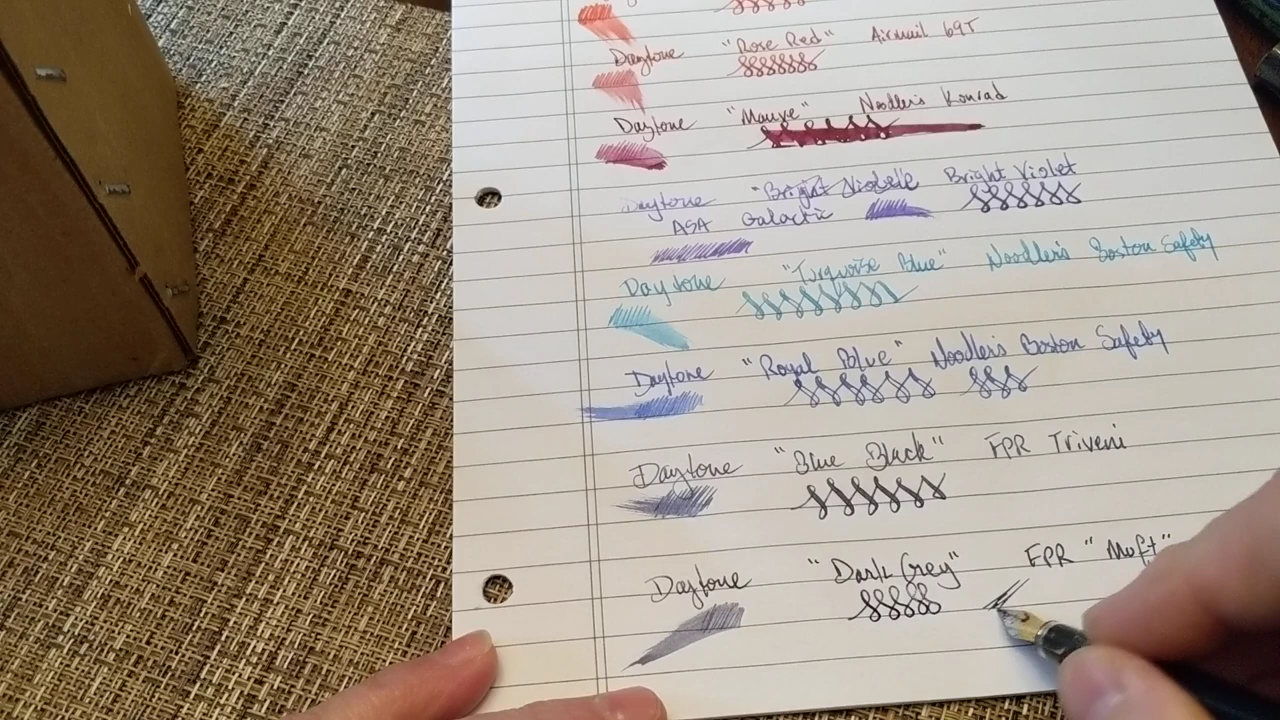 Daytone "Rose Red" Airmail 69T
Daytone "Mauve" Noodler's Konrad
Daytone "Bright Violete Bright Violet
ASA Galactic
Daytone "Turquoise Blue" Noodler's Boston Safety
Daytone "Royal Blue" Noodler's Boston Safety
Daytone "Blue Black" FPR Triveni
Daytone "Dark Grey" FPR "Muft"